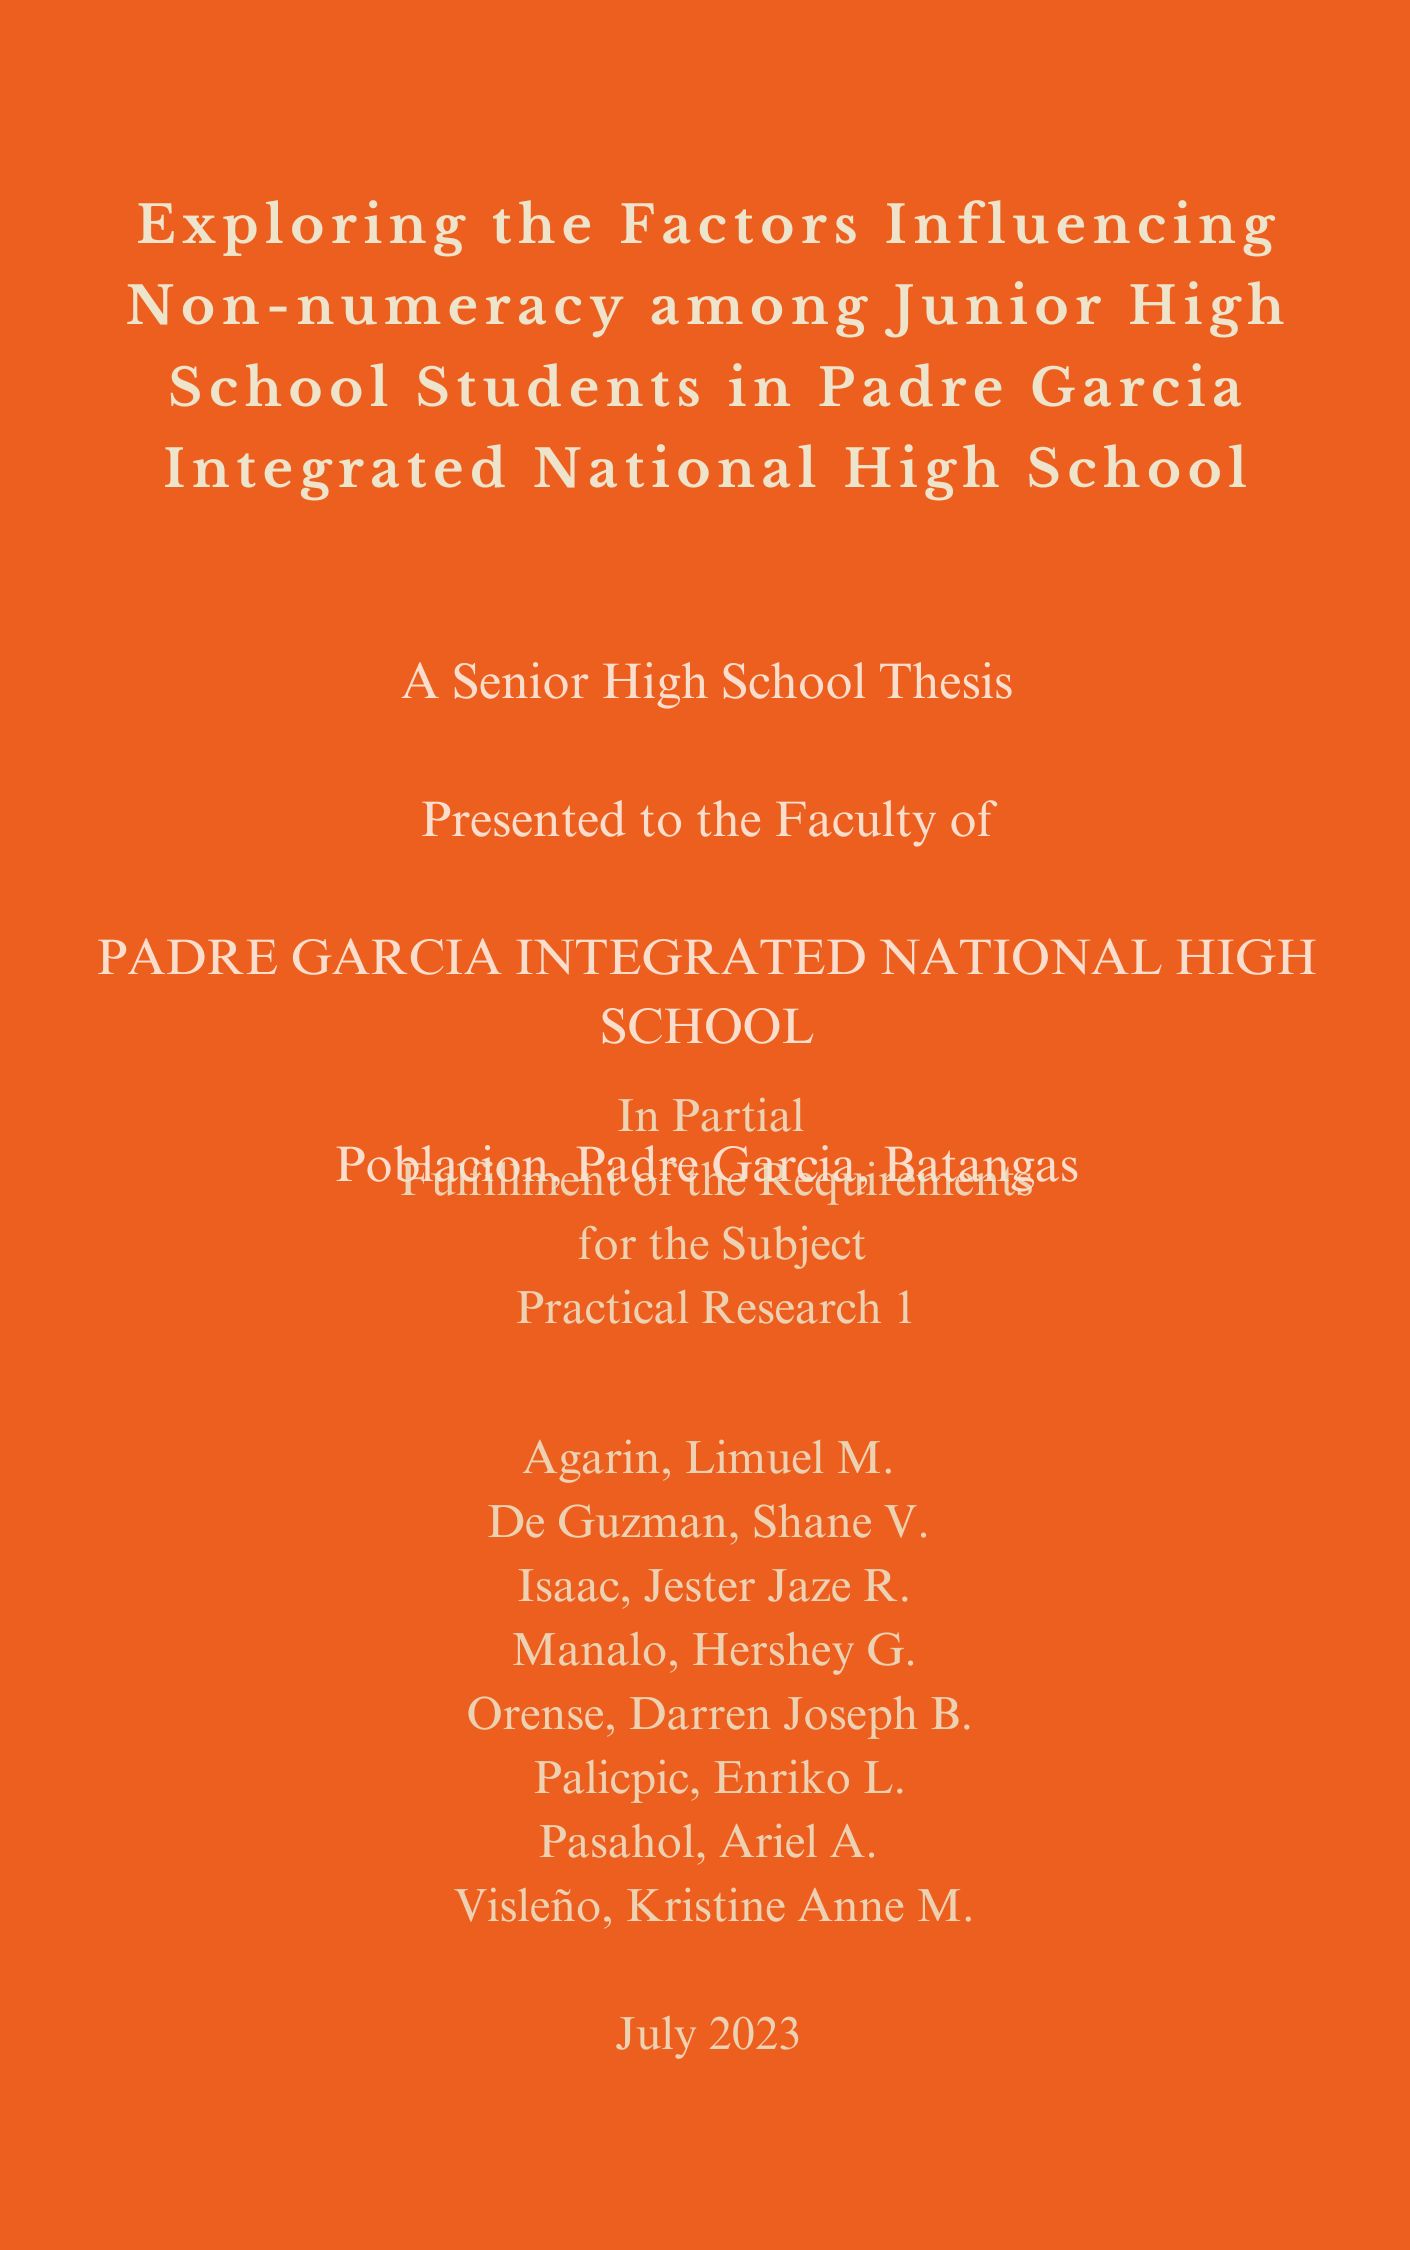 Exploring the Factors Influencing
Non-numeracy among Junior High
School Students in Padre Garcia
Integrated National High School
A Senior High School Thesis
Presented to the Faculty of
PADRE GARCIA INTEGRATED NATIONAL HIGH
SCHOOL
In Partial
Poblacion, Padre Garcia, Batangas
Fulfillment of the Requirements
for the Subject
Practical Research 1
Agarin, Limuel M.
De Guzman, Shane V.
Isaac, Jester Jaze R.
Manalo, Hershey G.
Orense, Darren Joseph B.
Palicpic, Enriko L.
Pasahol, Ariel A.
Visleño, Kristine Anne M.
July 2023